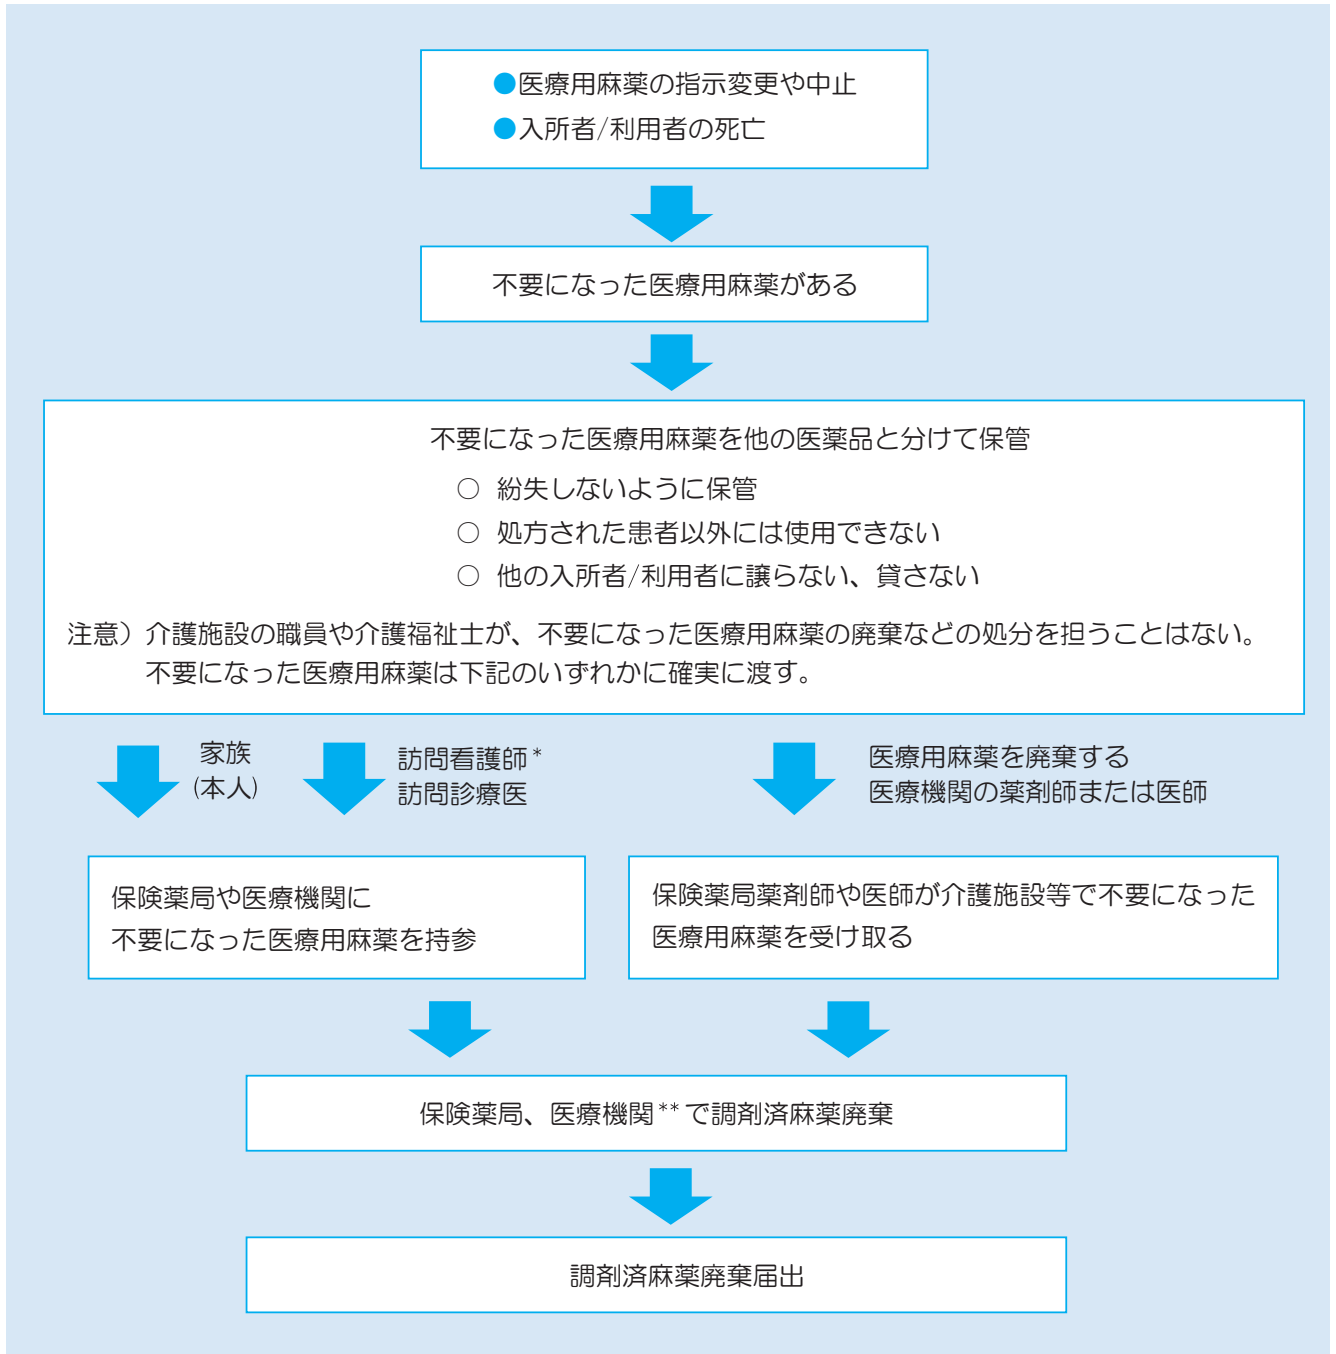 ●医療用麻薬の指示変更や中止
●入所者/利用者の死亡
不要になった医療用麻薬がある
不要になった医療用麻薬を他の医薬品と分けて保管
○ 紛失しないように保管
○ 処方された患者以外には使用できない
○ 他の入所者/利用者に譲らない、貸さない
注意）介護施設の職員や介護福祉士が、不要になった医療用麻薬の廃棄などの処分を担うことはない。
不要になった医療用麻薬は下記のいずれかに確実に渡す。
家族
(本人)
訪問看護師*
訪問診療医
医療用麻薬を廃棄する
医療機関の薬剤師または医師
保険薬局や医療機関に
不要になった医療用麻薬を持参
保険薬局薬剤師や医師が介護施設等で不要になった
医療用麻薬を受け取る
保険薬局、医療機関**で調剤済麻薬廃棄
調剤済麻薬廃棄届出